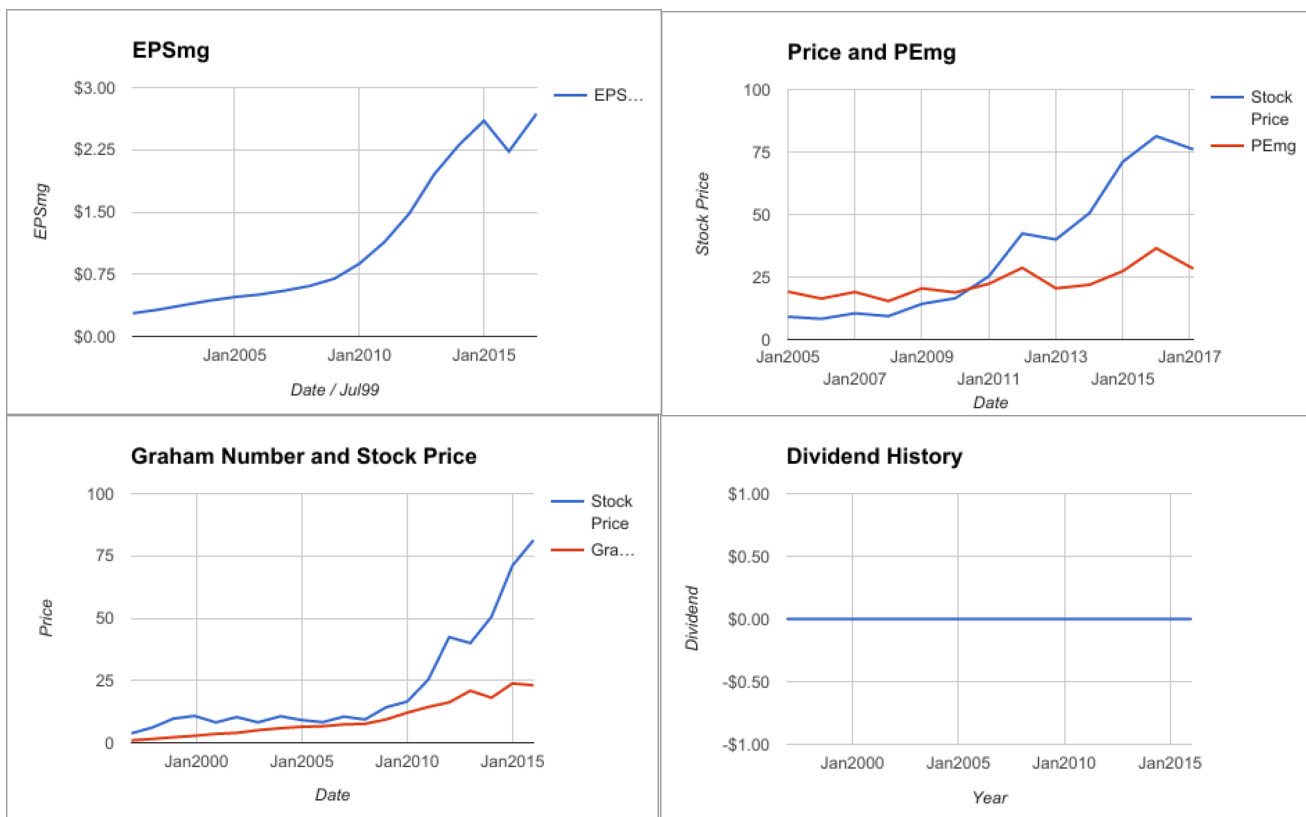 EPSmg
$3.00
$2.25
$1.50
$0.75
$0.00
EPSmg
Jan2005
Jan2010
Jan2015
Date / Jul99
EPS…
Price and PEmg
100
75
50
25
0
Stock Price
Jan2005
Jan2009
Jan2013
Jan2017
Jan2007
Jan2011
Jan2015
Date
Stock
Price
PEmg
Graham Number and Stock Price
100
75
50
25
0
Price
Jan2000
Jan2005
Jan2010
Jan2015
Date
Stock
Price
Gra…
Dividend History
$1.00
$0.50
$0.00
-$0.50
-$1.00
Dividend
Jan2000
Jan2005
Jan2010
Jan2015
Year